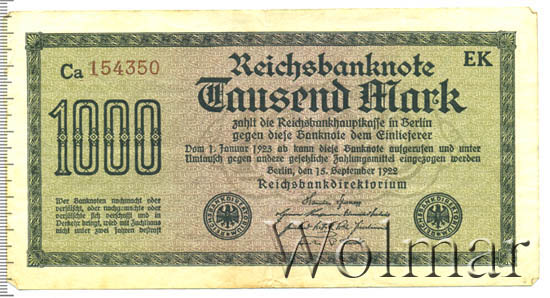 Ca 154350
EK
1000
Reichsbanknote
Tausend Mark
zahlt die Reichsbankhauptkasse in Berlin
gegen diese Banknote dem Einlieferer
Vom 1. Januar 1923 ab kann diese Banknote aufgerufen und unter
Umtausch gegen andere gesetzliche Zahlungsmittel eingezogen werden
Berlin, den 15. September 1922
Reichsbankdirektorium
Wer Banknoten nachmacht oder
verfälscht, oder nachgemachte oder
verfälschte sich verschafft und in
Verkehr bringt, wird mit Zuchthaus
nicht unter zwei Jahren bestraft
Wolmar